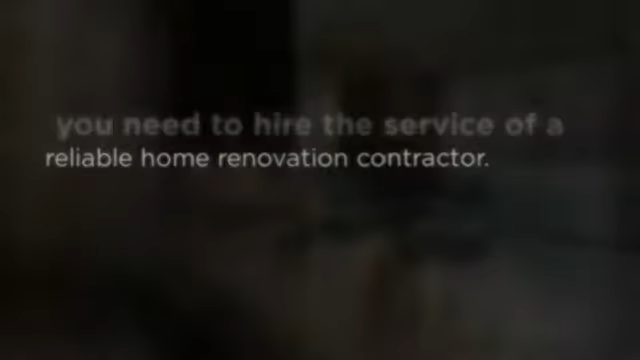 you need to hire the service of a
reliable home renovation contractor.